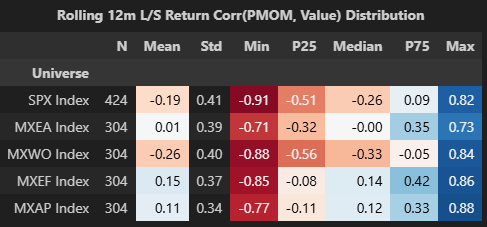 Rolling 12m L/S Return Corr(PMOM, Value) Distribution
N Mean Std Min P25 Median P75 Max
Universe
SPX Index 424 -0.19 0.41 -0.91 -0.51 -0.26 0.09 0.82
MXEA Index 304 0.01 0.39 -0.71 -0.32 -0.00 0.35 0.73
MXWO Index 304 -0.26 0.40 -0.88 -0.56 -0.33 -0.05 0.84
MXEF Index 304 0.15 0.37 -0.85 -0.08 0.14 0.42 0.86
MXAP Index 304 0.11 0.34 -0.77 -0.11 0.12 0.33 0.88